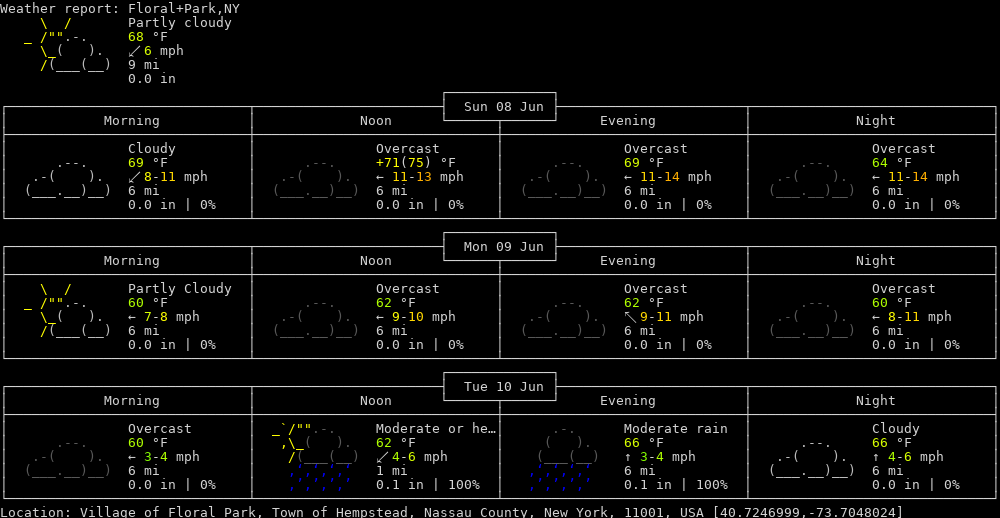 Weather report: Floral+Park,NY
Partly cloudy
68 °F
↙ 6 mph
9 mi
0.0 in
Sun 08 Jun
Morning Noon Evening Night
Cloudy Overcast Overcast Overcast
69 °F +71(75) °F 69 °F 64 °F
↙ 8-11 mph ← 11-13 mph ← 11-14 mph ← 11-14 mph
6 mi 6 mi 6 mi 6 mi
0.0 in | 0% 0.0 in | 0% 0.0 in | 0% 0.0 in | 0%
Mon 09 Jun
Morning Noon Evening Night
Partly Cloudy Overcast Overcast Overcast
60 °F 62 °F 62 °F 60 °F
← 7-8 mph ← 9-10 mph ↖ 9-11 mph ← 8-11 mph
6 mi 6 mi 6 mi 6 mi
0.0 in | 0% 0.0 in | 0% 0.0 in | 0% 0.0 in | 0%
Tue 10 Jun
Morning Noon Evening Night
Overcast Moderate or he… Moderate rain Cloudy
60 °F 62 °F 66 °F 66 °F
← 3-4 mph ↙ 4-6 mph ↑ 3-4 mph ↑ 4-6 mph
6 mi 1 mi 6 mi 6 mi
0.0 in | 0% 0.1 in | 100% 0.1 in | 100% 0.0 in | 0%
Location: Village of Floral Park, Town of Hempstead, Nassau County, New York, 11001, USA [40.7246999,-73.7048024]